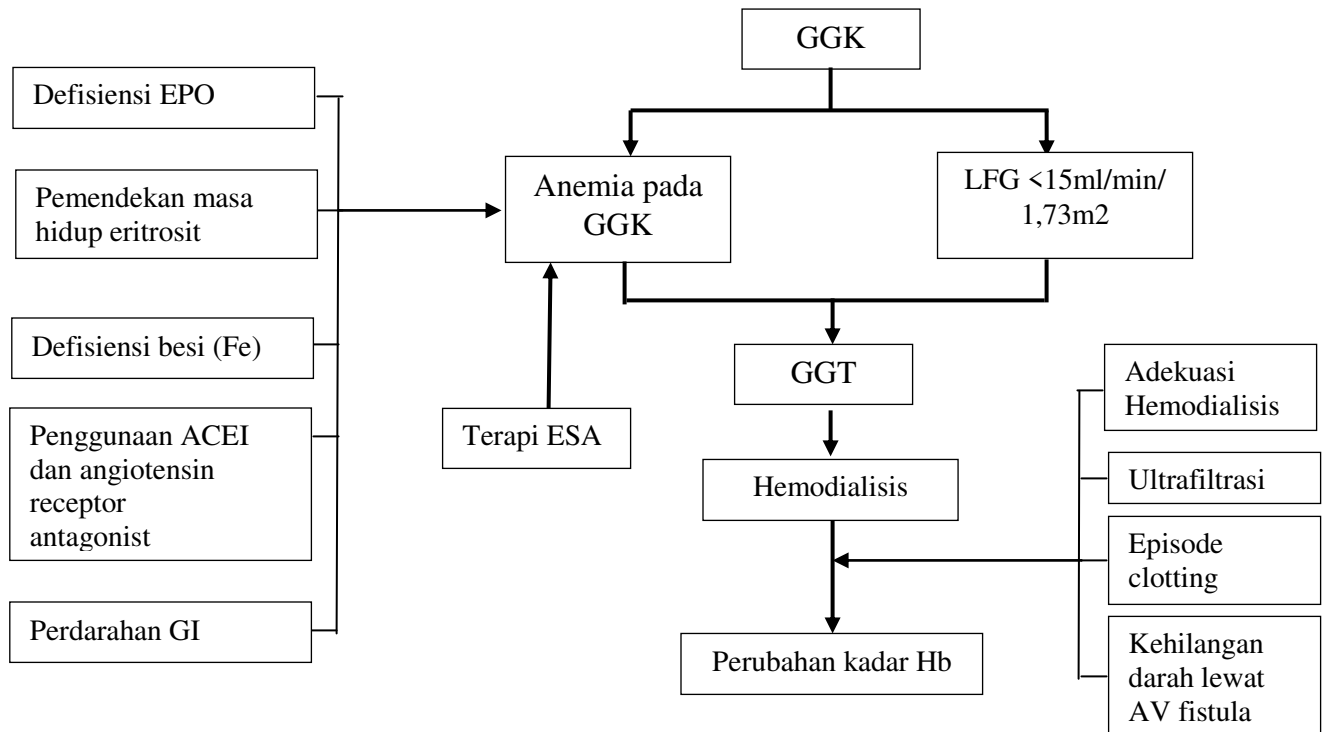 GGK
Defisiensi EPO
Pemendekan masa
hidup eritrosit
Defisiensi besi (Fe)
Penggunaan ACEI
dan angiotensin
receptor
antagonist
Perdarahan GI
Anemia pada
GGK
LFG <15ml/min/
1,73m2
Terapi ESA
GGT
Hemodialisis
Perubahan kadar Hb
Adekuasi
Hemodialisis
Ultrafiltrasi
Episode
clotting
Kehilangan
darah lewat
AV fistula